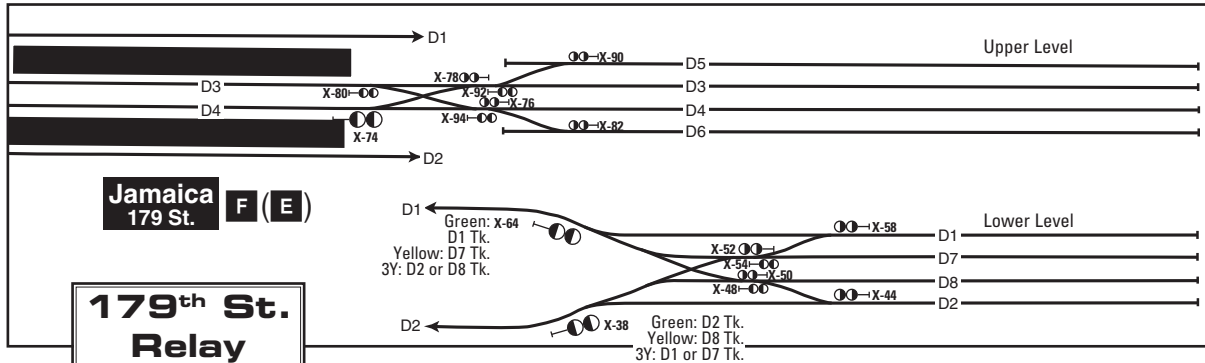 D1
Upper Level
X-90
D5
X-78
D3
D3
X-80
X-92
X-76
D4
D4
X-94
X-74
X-82
D6
D2
Jamaica
179 St.
F (E)
D1
Green: X-64
D1 Tk.
Yellow: D7 Tk.
3Y: D2 or D8 Tk.
Lower Level
X-58
D1
X-52
D7
X-54
X-50
D8
X-48
X-44
D2
D2
X-38
Green: D2 Tk.
Yellow: D8 Tk.
3Y: D1 or D7 Tk.
179th St.
Relay